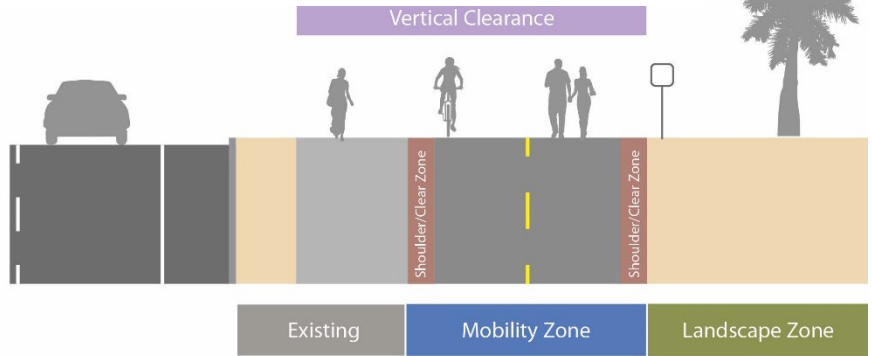 Vertical Clearance
Shoulder/Clear Zone
Shoulder/Clear Zone
Existing
Mobility Zone
Landscape Zone